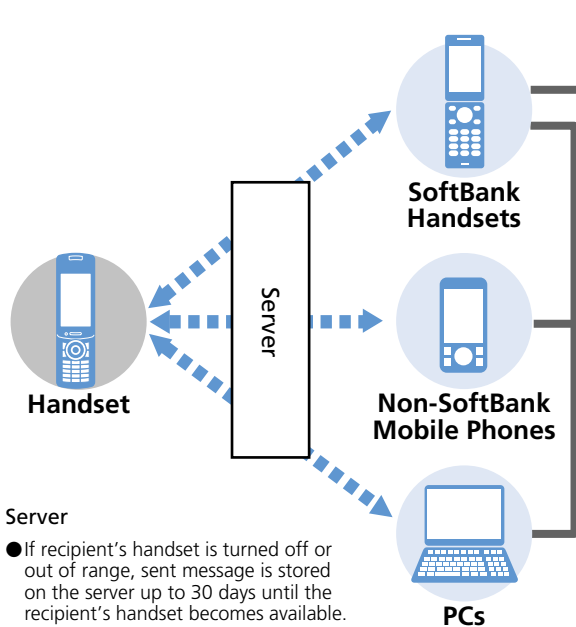 SoftBank
Handsets
Server
Handset
Non-SoftBank
Mobile Phones
Server
●If recipient's handset is turned off or
out of range, sent message is stored
on the server up to 30 days until the
recipient's handset becomes available.
PCs